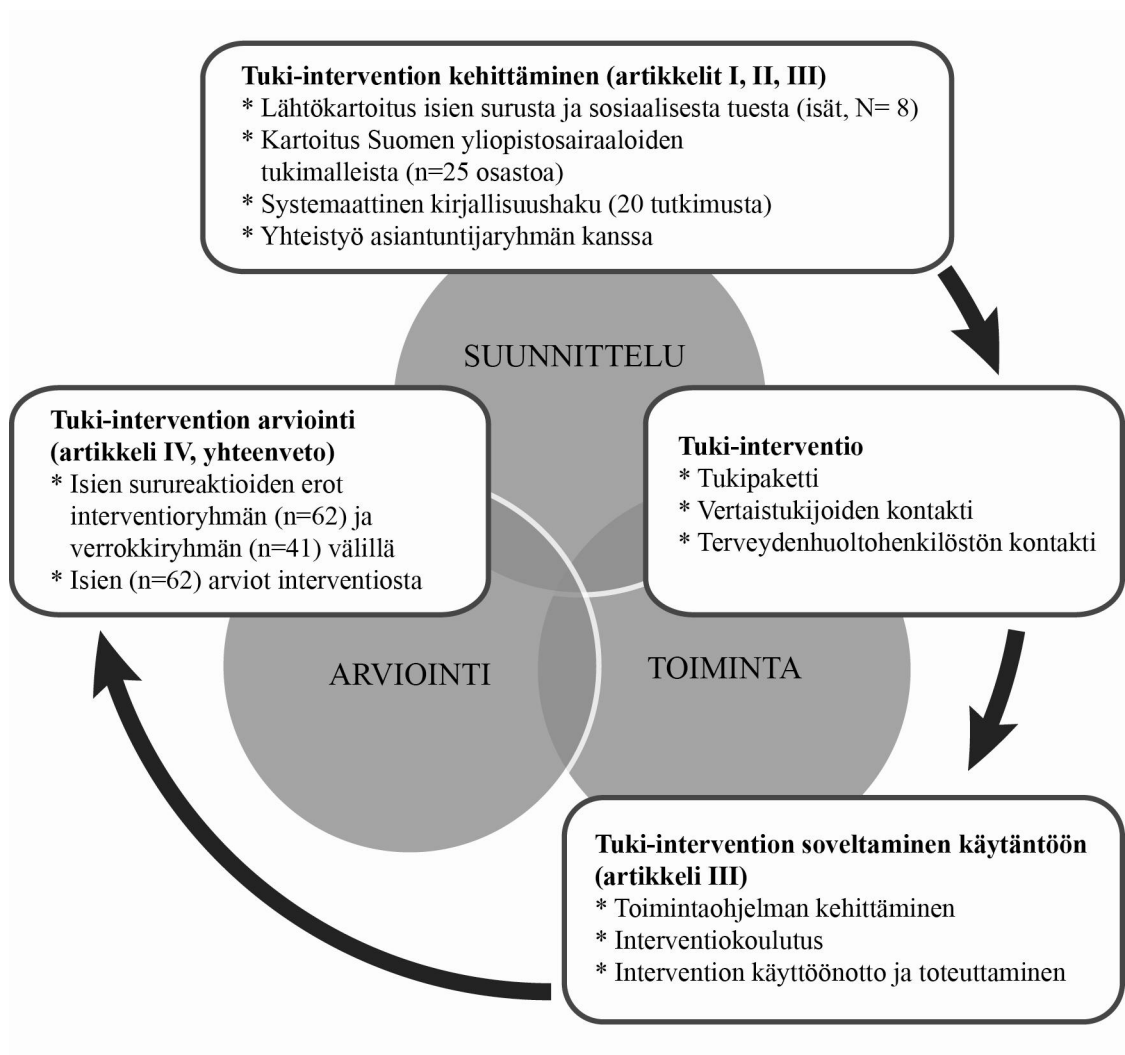 Tuki-intervention kehittäminen (artikkelit I, II, III)
* Lähtökartoitus isien surusta ja sosiaalisesta tuesta (isät, N= 8)
* Kartoitus Suomen yliopistosairaaloiden
tukimalleista (n=25 osastoa)
* Systemaattinen kirjallisuushaku (20 tutkimusta)
* Yhteistyö asiantuntijaryhmän kanssa
SUUNNITTELU
Tuki-intervention arviointi
(artikkeli IV, yhteenveto)
* Isien surureaktioiden erot
interventioryhmän (n=62) ja
verrokkiryhmän (n=41) välillä
* Isien (n=62) arviot interventiosta
Tuki-interventio
* Tukipaketti
* Vertaistukijoiden kontakti
* Terveydenhuoltohenkilöstön kontakti
ARVIOINTI
TOIMINTA
Tuki-intervention soveltaminen käytäntöön
(artikkeli III)
* Toimintaohjelman kehittäminen
* Interventiokoulutus
* Intervention käyttöönotto ja toteuttaminen